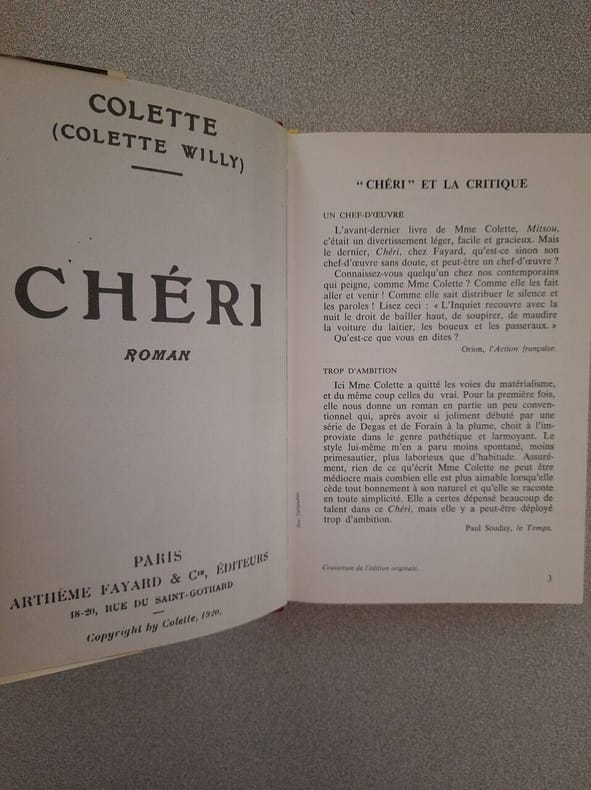 COLETTE
(COLETTE WILLY)
CHÉRI
ROMAN
PARIS
ARTHÈME FAYARD & Cie, ÉDITEURS
18-20, RUE DU SAINT-GOTHARD
Copyright by Colette, 1920.
“ CHÉRI ” ET LA CRITIQUE
UN CHEF-D'ŒUVRE
L'avant-dernier livre de Mme Colette, Mitsou,
c'était un divertissement léger, facile et gracieux. Mais
le dernier, Chéri, chez Fayard, qu'est-ce sinon son
chef-d'œuvre sans doute, et peut-être un chef-d'œuvre ?
Connaissez-vous quelqu'un chez nos contemporains
qui peigne, comme Mme Colette ? Comme elle les fait
aller et venir ! Comme elle sait distribuer le silence et
les paroles ! Lisez ceci : « L'Inquiet recouvre avec la
nuit le droit de bailler haut, de soupirer, de maudire
la voiture du laitier, les boueux et les passeraux. »
Qu'est-ce que vous en dites ?
Orion, l'Action française.
TROP D'AMBITION
Ici Mme Colette a quitté les voies du matérialisme,
et du même coup celles du vrai. Pour la première fois,
elle nous donne un roman en partie un peu conven-
tionnel qui, après avoir si joliment débuté par une
série de Degas et de Forain à la plume, choit à l'im-
proviste dans le genre pathétique et larmoyant. Le
style lui-même m'en a paru moins spontané, moins
primesautier, plus laborieux que d'habitude. Assuré-
ment, rien de ce qu'écrit Mme Colette ne peut être
médiocre mais combien elle est plus aimable lorsqu'elle
cède tout bonnement à son naturel et qu'elle se raconte
en toute simplicité. Elle a certes dépensé beaucoup de
talent dans ce Chéri, mais elle y a peut-être déployé
trop d'ambition.
Paul Souday, le Temps.
Doc Tallandier
Couverture de l'édition originale.
3